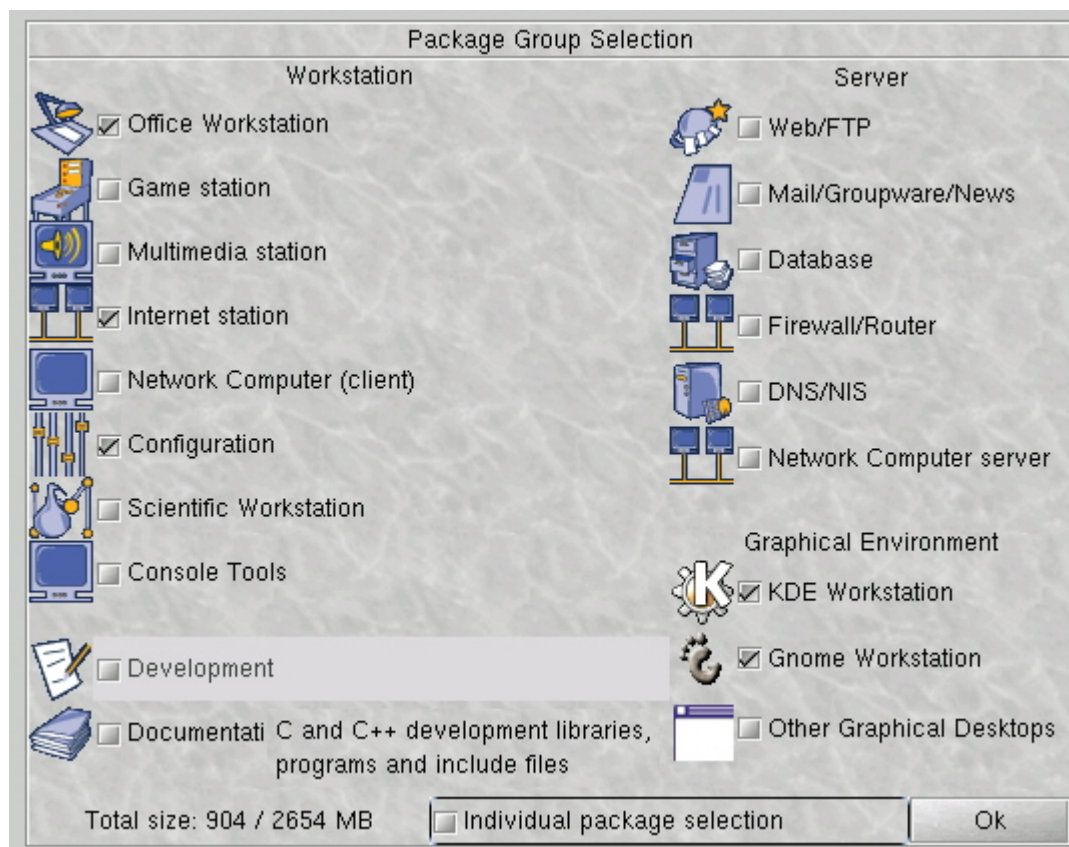 Package Group Selection
Workstation
Office Workstation
Game station
Multimedia station
Internet station
Network Computer (client)
Configuration
Scientific Workstation
Console Tools
Development
Documentati
C and C++ development libraries,
programs and include files
Server
Web/FTP
Mail/Groupware/News
Database
Firewall/Router
DNS/NIS
Network Computer server
Graphical Environment
KDE Workstation
Gnome Workstation
Other Graphical Desktops
Total size: 904 / 2654 MB
Individual package selection
Ok